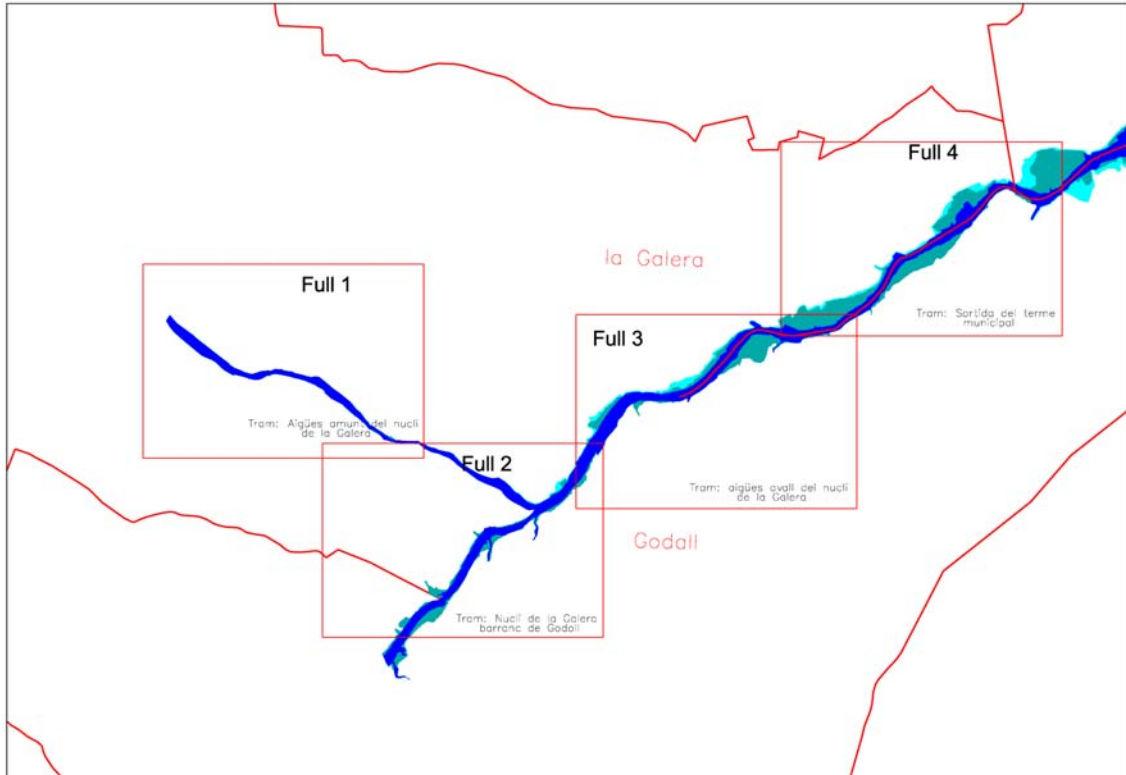 Full 4
la Galera
Full 1
Tram: Sortida del terme
municipal
Full 3
Tram: Aigües amunt del nucli
de la Galera
Full 2
Tram: aigües avall del nucli
de la Galera
Godall
Tram: Nucli de la Galera
barranc de Godall